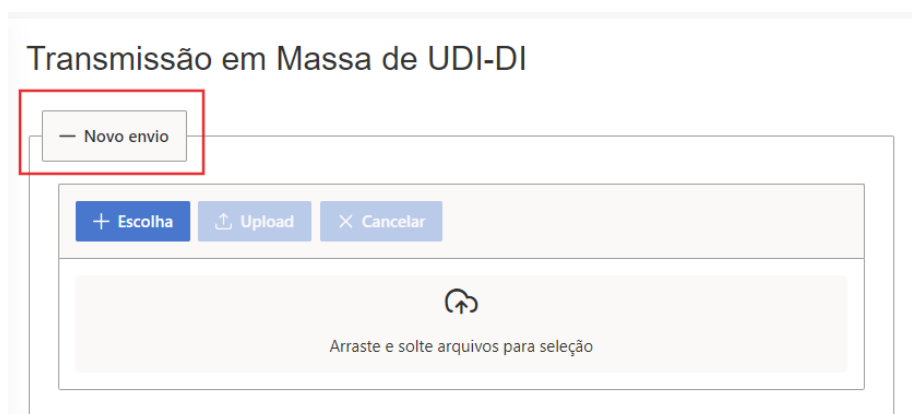 Transmissão em Massa de UDI-DI
Novo envio
Escolha Upload Cancelar
Arraste e solte arquivos para seleção